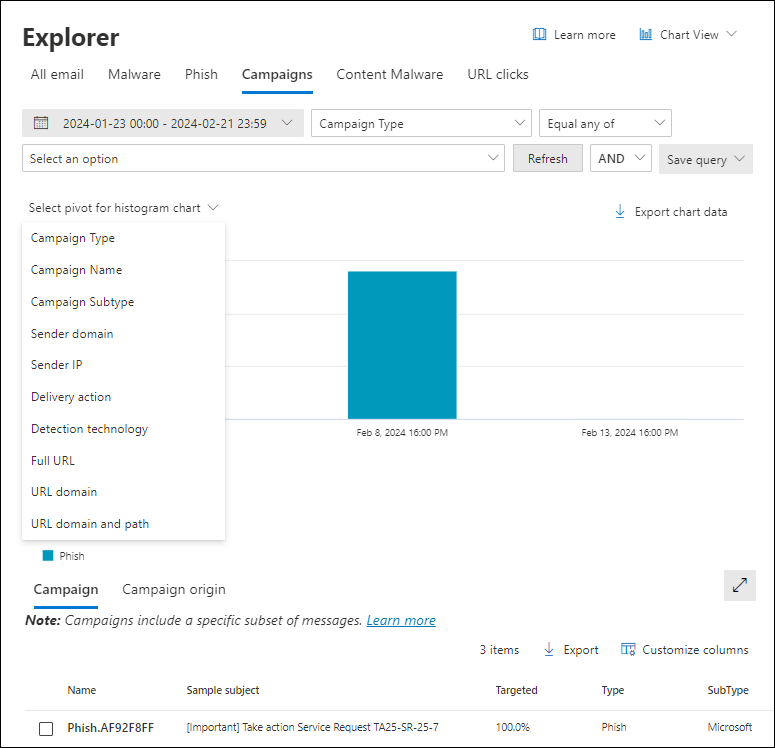 Explorer
Learn more
Chart View
All email Malware Phish Campaigns Content Malware URL clicks
2024-01-23 00:00 - 2024-02-21 23:59 Campaign Type Equal any of
Select an option Refresh AND Save query
Select pivot for histogram chart Export chart data
Campaign Type
Campaign Name
Campaign Subtype
Sender domain
Sender IP
Delivery action
Detection technology
Full URL
URL domain
URL domain and path
Feb 8, 2024 16:00 PM Feb 13, 2024 16:00 PM
Phish
Campaign Campaign origin
Note: Campaigns include a specific subset of messages. Learn more
3 items Export Customize columns
Name Sample subject Targeted Type SubType
Phish.AF92F8FF [Important] Take action Service Request TA25-SR-25-7 100.0% Phish Microsoft